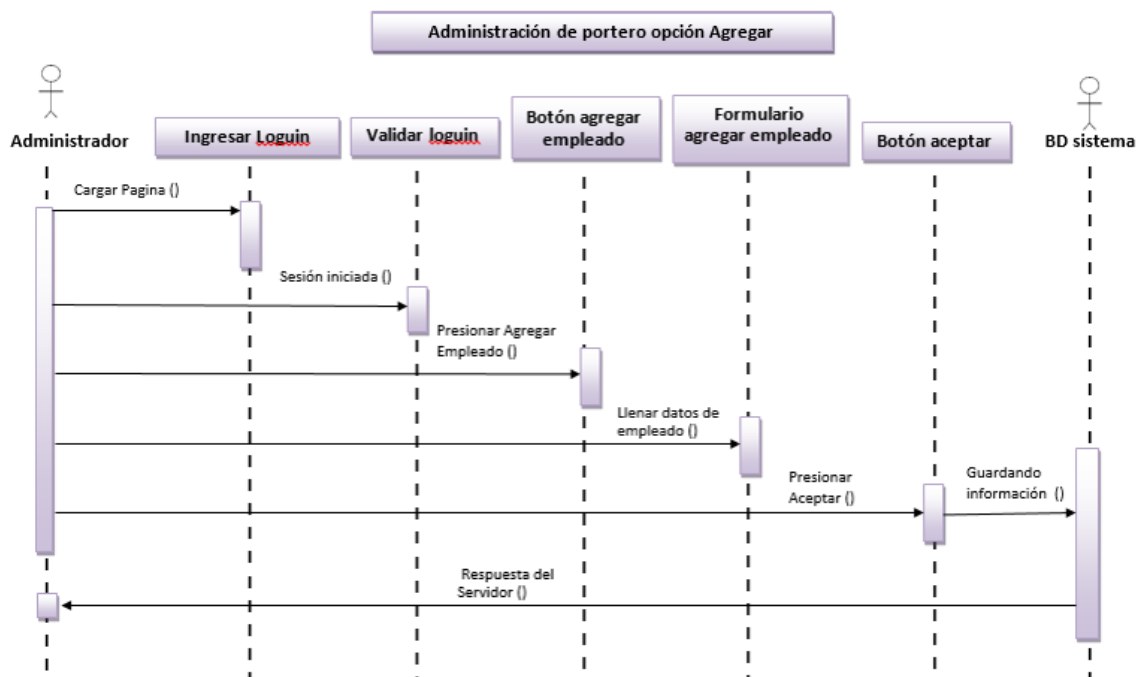 Administración de portero opción Agregar
Administrador
Ingresar Loguin
Validar loguin
Botón agregar
empleado
Formulario
agregar empleado
Botón aceptar
BD sistema
Cargar Pagina ()
Sesión iniciada ()
Presionar Agregar
Empleado ()
Llenar datos de
empleado ()
Presionar
Aceptar ()
Guardando
información ()
Respuesta del
Servidor ()